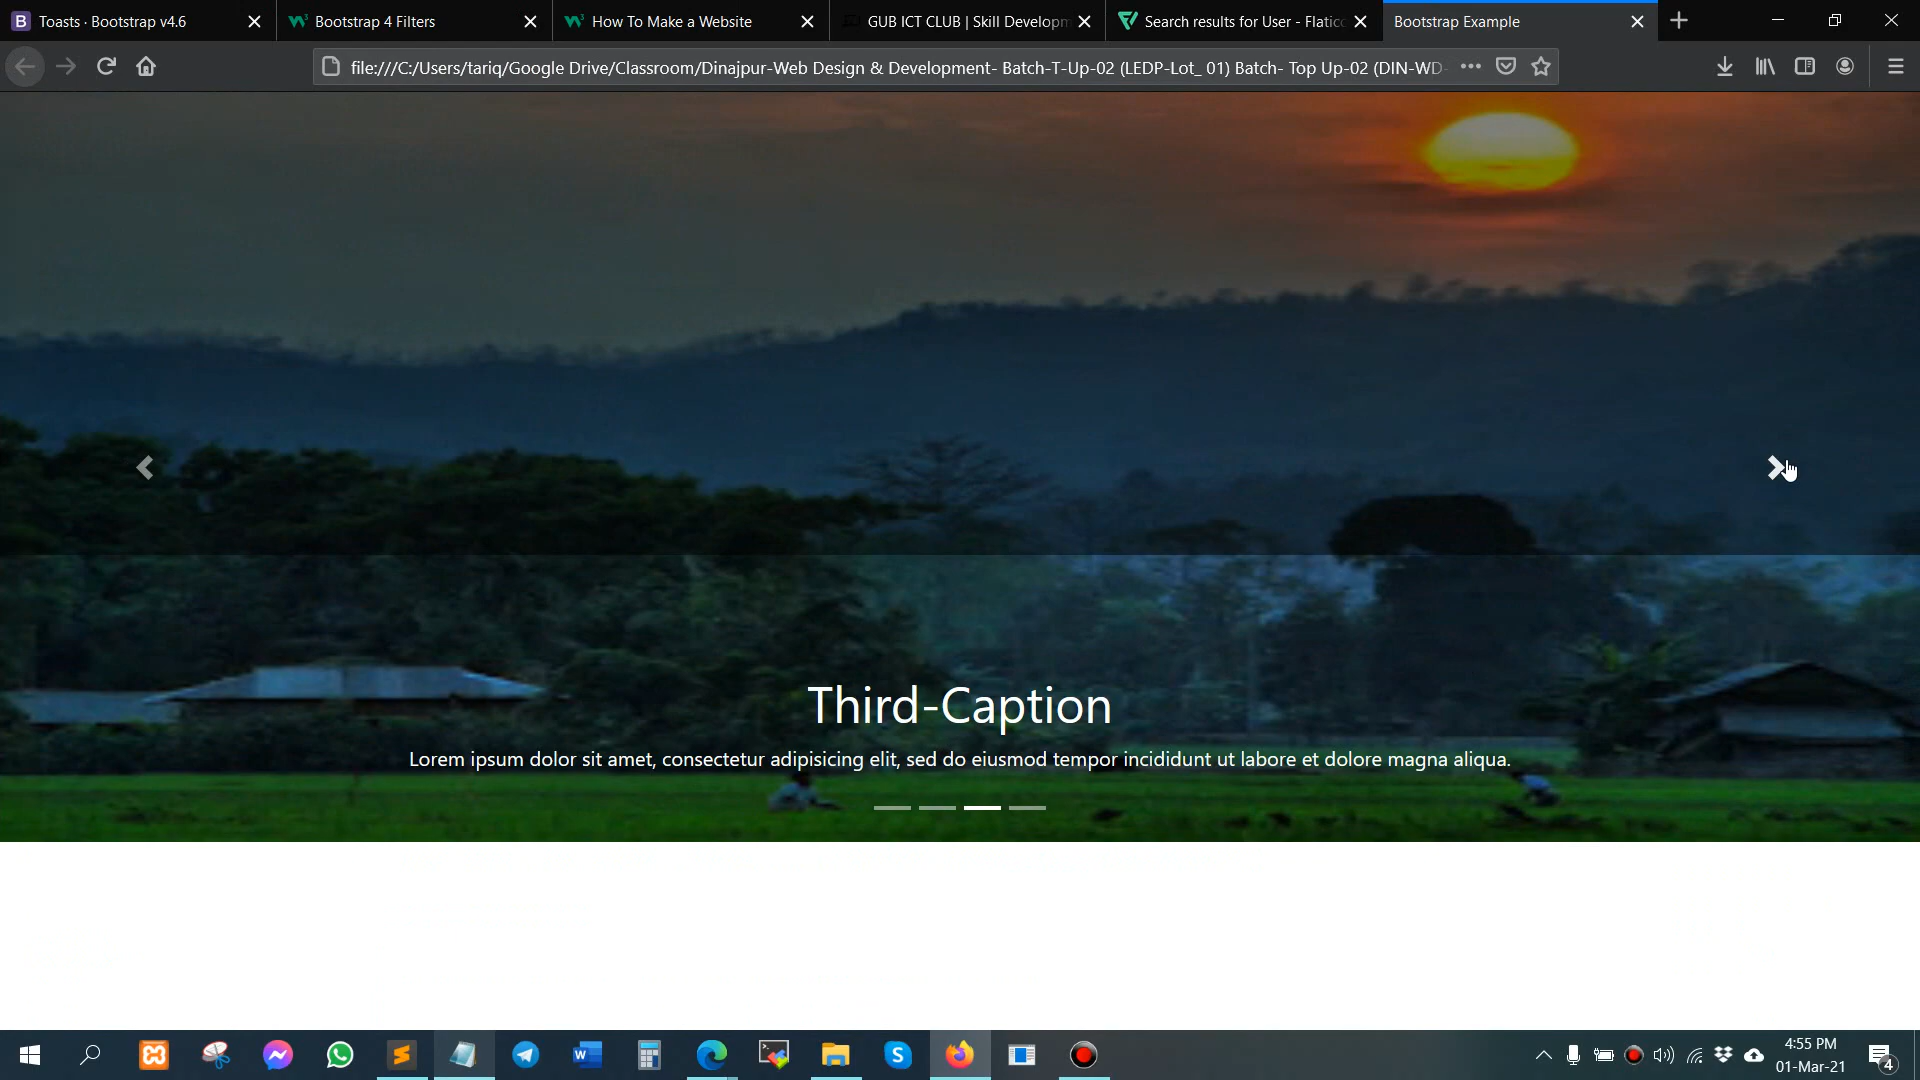 Toasts · Bootstrap v4.6
Bootstrap 4 Filters
How To Make a Website
GUB ICT CLUB | Skill Developm
Search results for User - Flatico
Bootstrap Example
file:///C:/Users/tariq/Google Drive/Classroom/Dinajpur-Web Design & Development- Batch-T-Up-02 (LEDP-Lot_ 01) Batch- Top Up-02 (DIN-WD-
Third-Caption
Lorem ipsum dolor sit amet, consectetur adipisicing elit, sed do eiusmod tempor incididunt ut labore et dolore magna aliqua.
4:55 PM
01-Mar-21
4